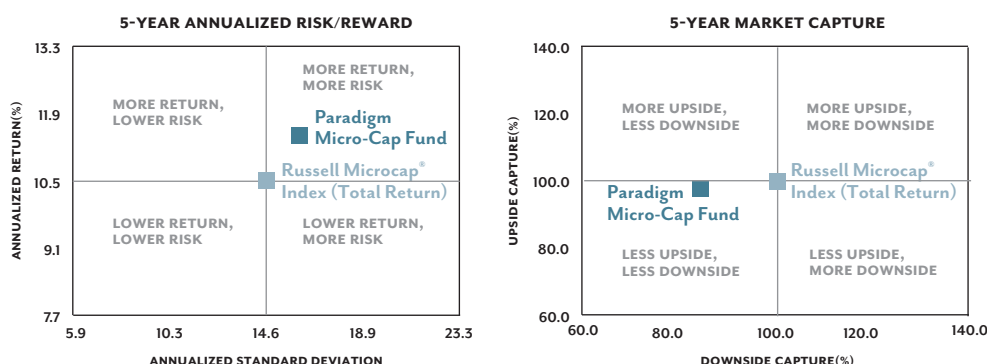 5-YEAR ANNUALIZED RISK/REWARD
13.3
11.9
10.5
9.1
7.7
ANNUALIZED RETURN(%)
MORE RETURN,
LOWER RISK
MORE RETURN,
MORE RISK
Paradigm
Micro-Cap Fund
Russell Microcap®
Index (Total Return)
LOWER RETURN,
LOWER RISK
LOWER RETURN,
MORE RISK
5.9 10.3 14.6 18.9 23.3
ANNUALIZED STANDARD DEVIATION
5-YEAR MARKET CAPTURE
140.0
120.0
100.0
80.0
60.0
UPSIDE CAPTURE(%)
MORE UPSIDE,
LESS DOWNSIDE
MORE UPSIDE,
MORE DOWNSIDE
Russell Microcap®
Index (Total Return)
Paradigm
Micro-Cap Fund
LESS UPSIDE,
LESS DOWNSIDE
LESS UPSIDE,
MORE DOWNSIDE
60.0 80.0 100.0 120.0 140.0
DOWNSIDE CAPTURE(%)